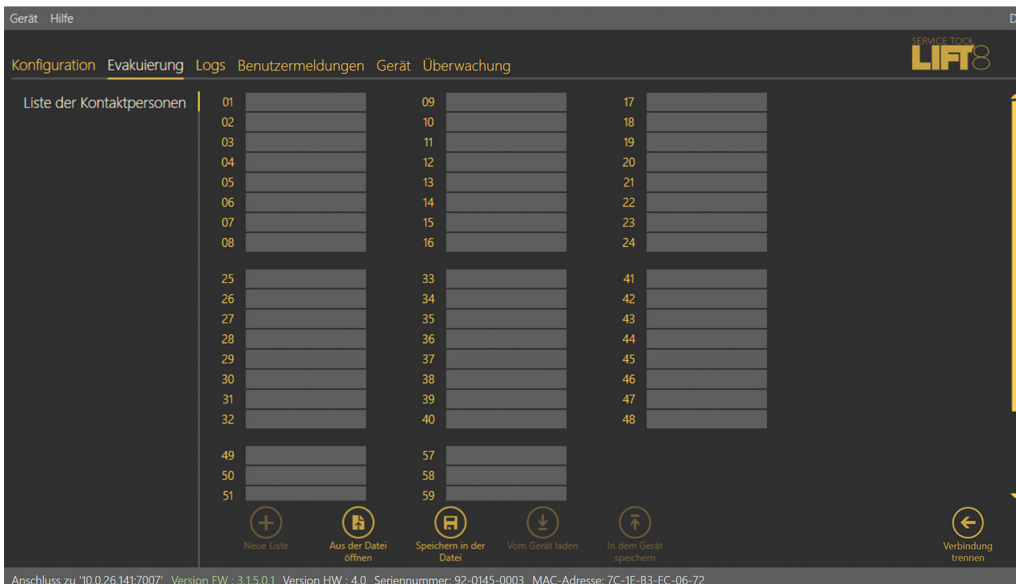 Gerät Hilfe D
SERVICE TOOL
LIFT8
Konfiguration Evakuierung Logs Benutzermeldungen Gerät Überwachung
Liste der Kontaktpersonen
01 09 17
02 10 18
03 11 19
04 12 20
05 13 21
06 14 22
07 15 23
08 16 24
25 33 41
26 34 42
27 35 43
28 36 44
29 37 45
30 38 46
31 39 47
32 40 48
49 57
50 58
51 59
Neue Liste
Aus der Datei
öffnen
Speichern in der
Datei
Vom Gerät laden
In dem Gerät
speichern
Verbindung
trennen
Anschluss zu '10.0.26.141:7007' Version FW : 3.1.5.0.1 Version HW : 4.0 Seriennummer: 92-0145-0003 MAC-Adresse: 7C-1E-B3-EC-06-72